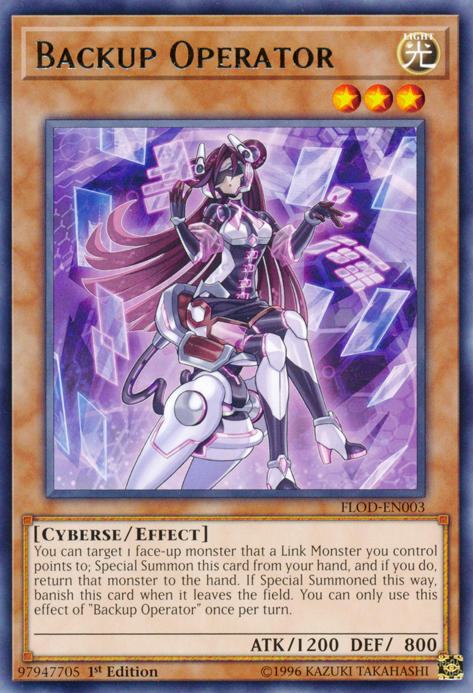 BACKUP OPERATOR
LIGHT
光
FLOD-EN003
[CYBERSE/EFFECT]
You can target 1 face-up monster that a Link Monster you control
points to; Special Summon this card from your hand, and if you do,
return that monster to the hand. If Special Summoned this way,
banish this card when it leaves the field. You can only use this
effect of "Backup Operator" once per turn.
ATK/1200 DEF/ 800
97947705 1st Edition ©1996 KAZUKI TAKAHASHI